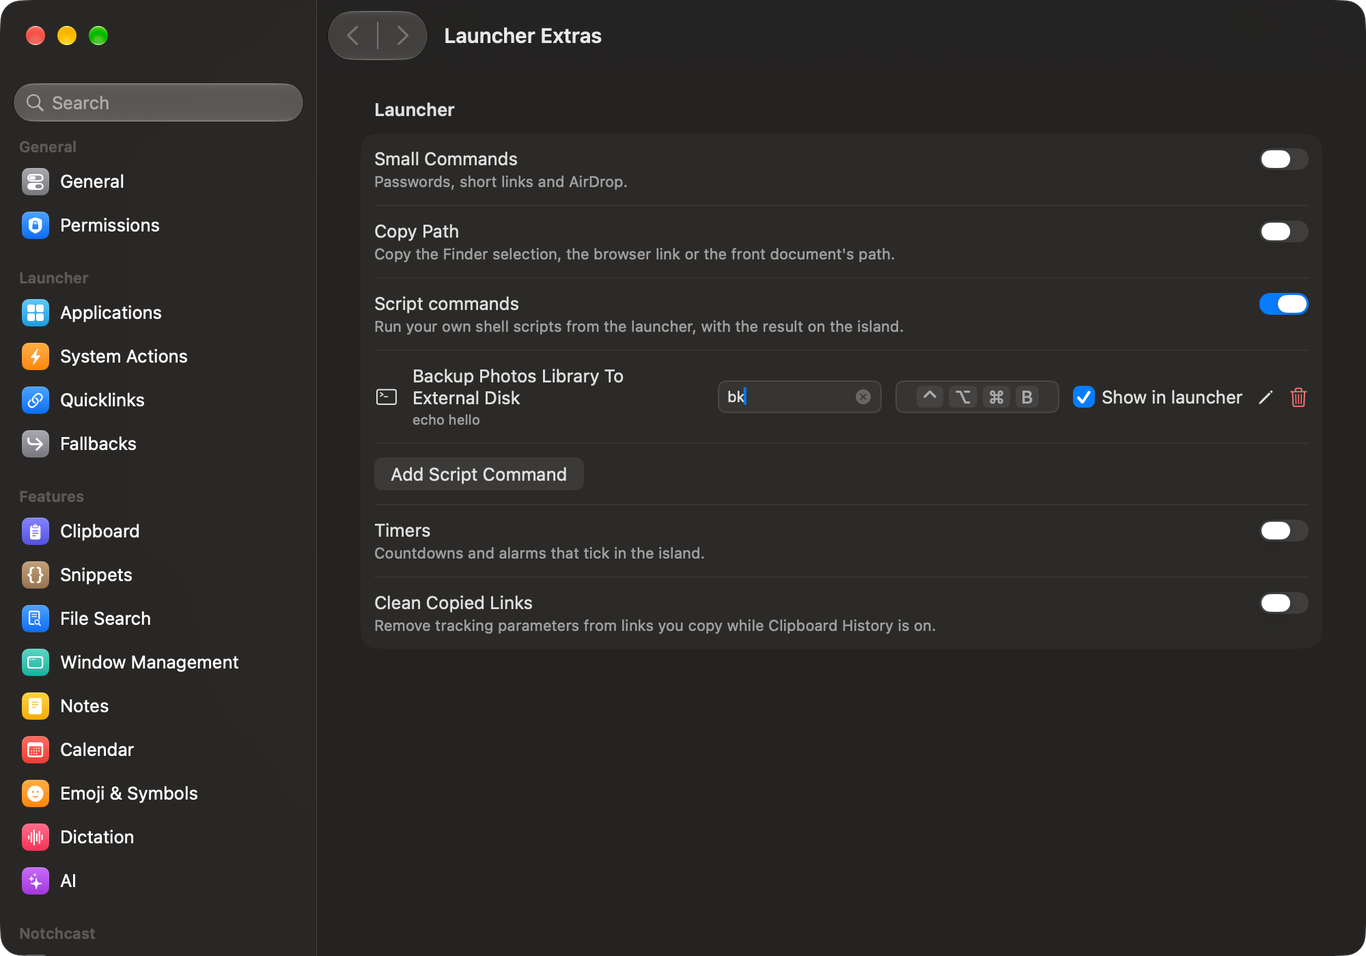 Launcher Extras
Search
General
General
Permissions
Launcher
Applications
System Actions
Quicklinks
Fallbacks
Features
Clipboard
Snippets
File Search
Window Management
Notes
Calendar
Emoji & Symbols
Dictation
AI
Notchcast
Launcher
Small Commands
Passwords, short links and AirDrop.
Copy Path
Copy the Finder selection, the browser link or the front document's path.
Script commands
Run your own shell scripts from the launcher, with the result on the island.
Backup Photos Library To
External Disk
echo hello
bk
⌃ ⌥ ⌘ B
Show in launcher
Add Script Command
Timers
Countdowns and alarms that tick in the island.
Clean Copied Links
Remove tracking parameters from links you copy while Clipboard History is on.